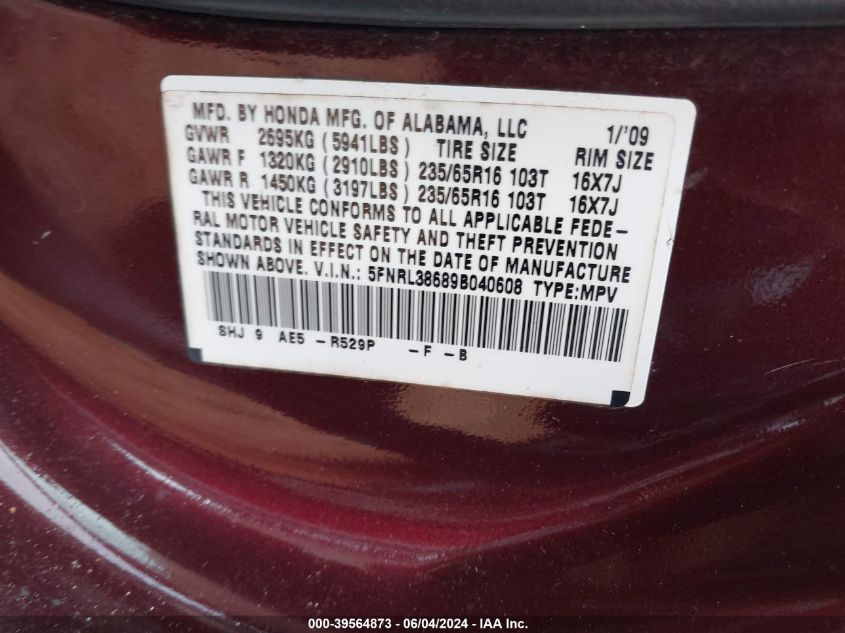 MFD. BY HONDA MFG. OF ALABAMA, LLC 1/'09
GVWR 2695KG (5941LBS) TIRE SIZE RIM SIZE
GAWR F 1320KG (2910LBS) 235/65R16 103T 16X7J
GAWR R 1450KG (3197LBS) 235/65R16 103T 16X7J
THIS VEHICLE CONFORMS TO ALL APPLICABLE FEDE-
RAL MOTOR VEHICLE SAFETY AND THEFT PREVENTION
STANDARDS IN EFFECT ON THE DATE OF MANUFACTURE
SHOWN ABOVE. V.I.N.: 5FNRL38689B040608 TYPE:MPV
SHJ 9 AE5 -R529P -F-B
000-39564873 - 06/04/2024 - IAA Inc.